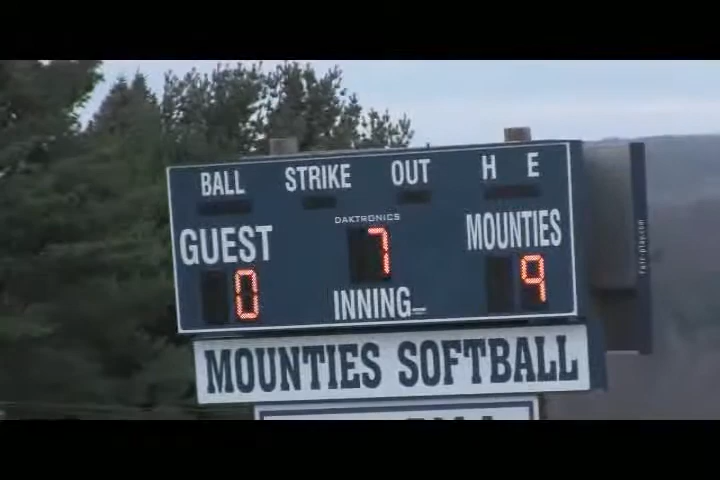 BALL STRIKE OUT H E
DAKTRONICS
GUEST 7 MOUNTIES
0 9
INNING
MOUNTIES SOFTBALL